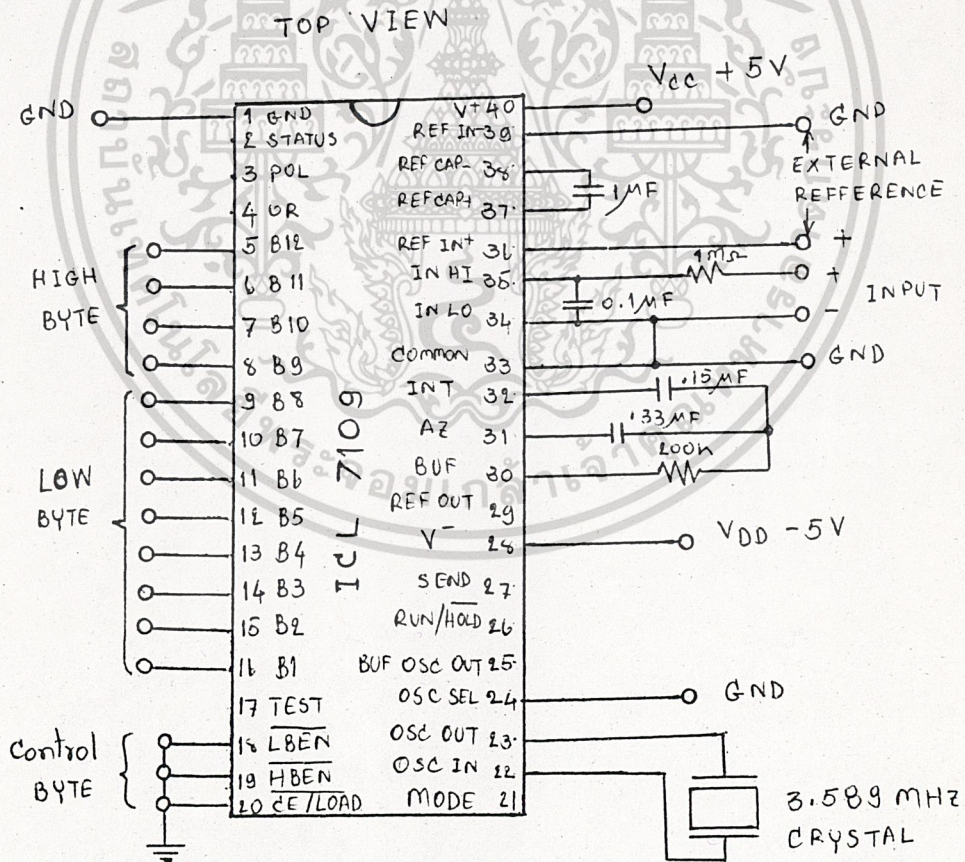 TOP VIEW
GND
1 GND
2 STATUS
3 POL
4 OR
5 B12
6 B11
7 B10
8 B9
9 B8
10 B7
11 B6
12 B5
13 B4
14 B3
15 B2
16 B1
17 TEST
18 LBEN
19 HBEN
20 CE/LOAD
HIGH
BYTE
LOW
BYTE
Control
BYTE
ICL 7109
V+ 40
REF IN- 39
REF CAP- 38
REF CAP+ 37
REF IN+ 36
IN HI 35
IN LO 34
COMMON 33
INT 32
AZ 31
BUF 30
REF OUT 29
V- 28
SEND 27
RUN/HOLD 26
BUF OSC OUT 25
OSC SEL 24
OSC OUT 23
OSC IN 22
MODE 21
Vcc +5V
GND
EXTERNAL
REFFERENCE
1 MF
+
1MΩ
+
INPUT
0.1MF
-
GND
.15MF
.33MF
200K
VDD -5V
GND
3.589 MHZ
CRYSTAL